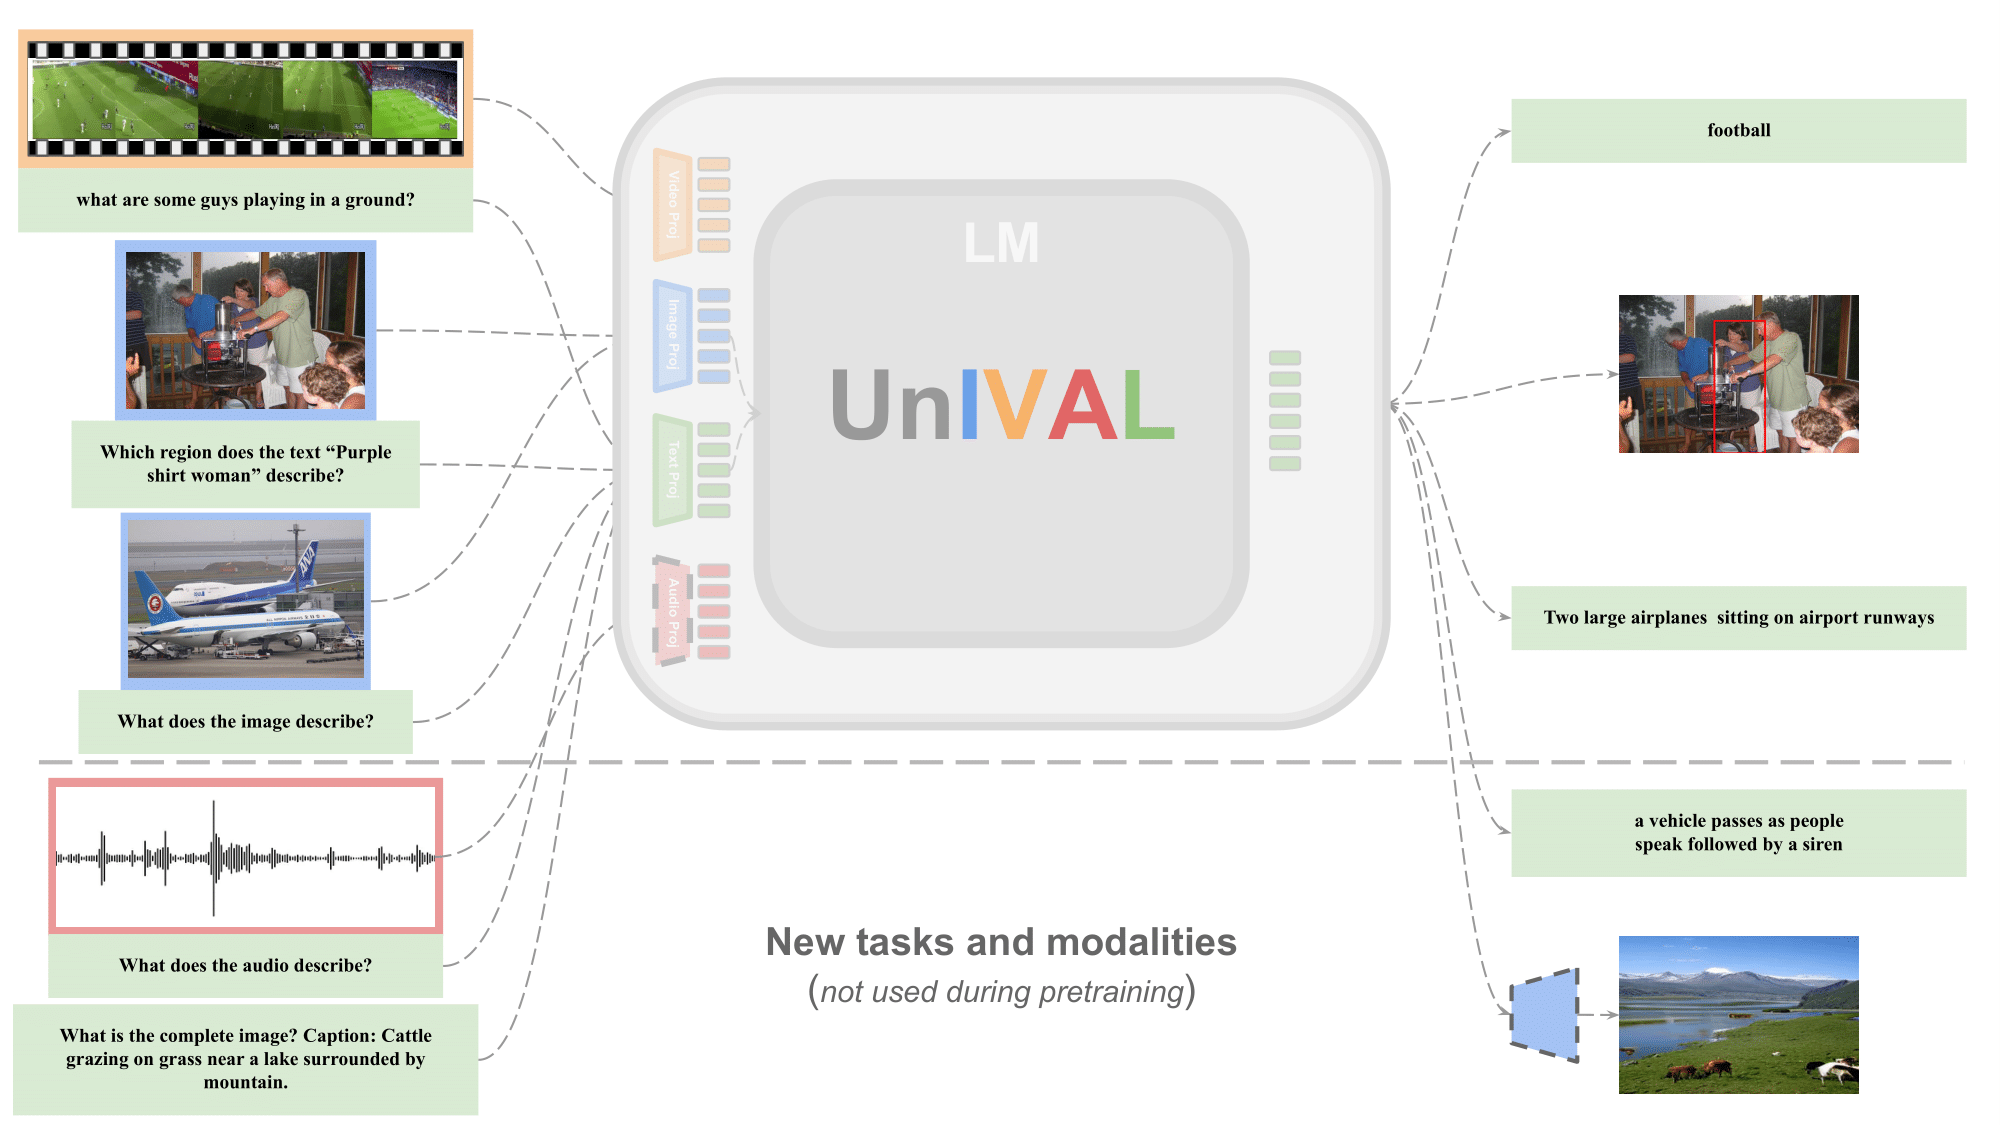 what are some guys playing in a ground?
Which region does the text “Purple
shirt woman” describe?
ANA
What does the image describe?
What does the audio describe?
What is the complete image? Caption: Cattle
grazing on grass near a lake surrounded by
mountain.
Video Proj
Image Proj
Text Proj
Audio Proj
LM
UnIVAL
New tasks and modalities
(not used during pretraining)
football
Two large airplanes sitting on airport runways
a vehicle passes as people
speak followed by a siren